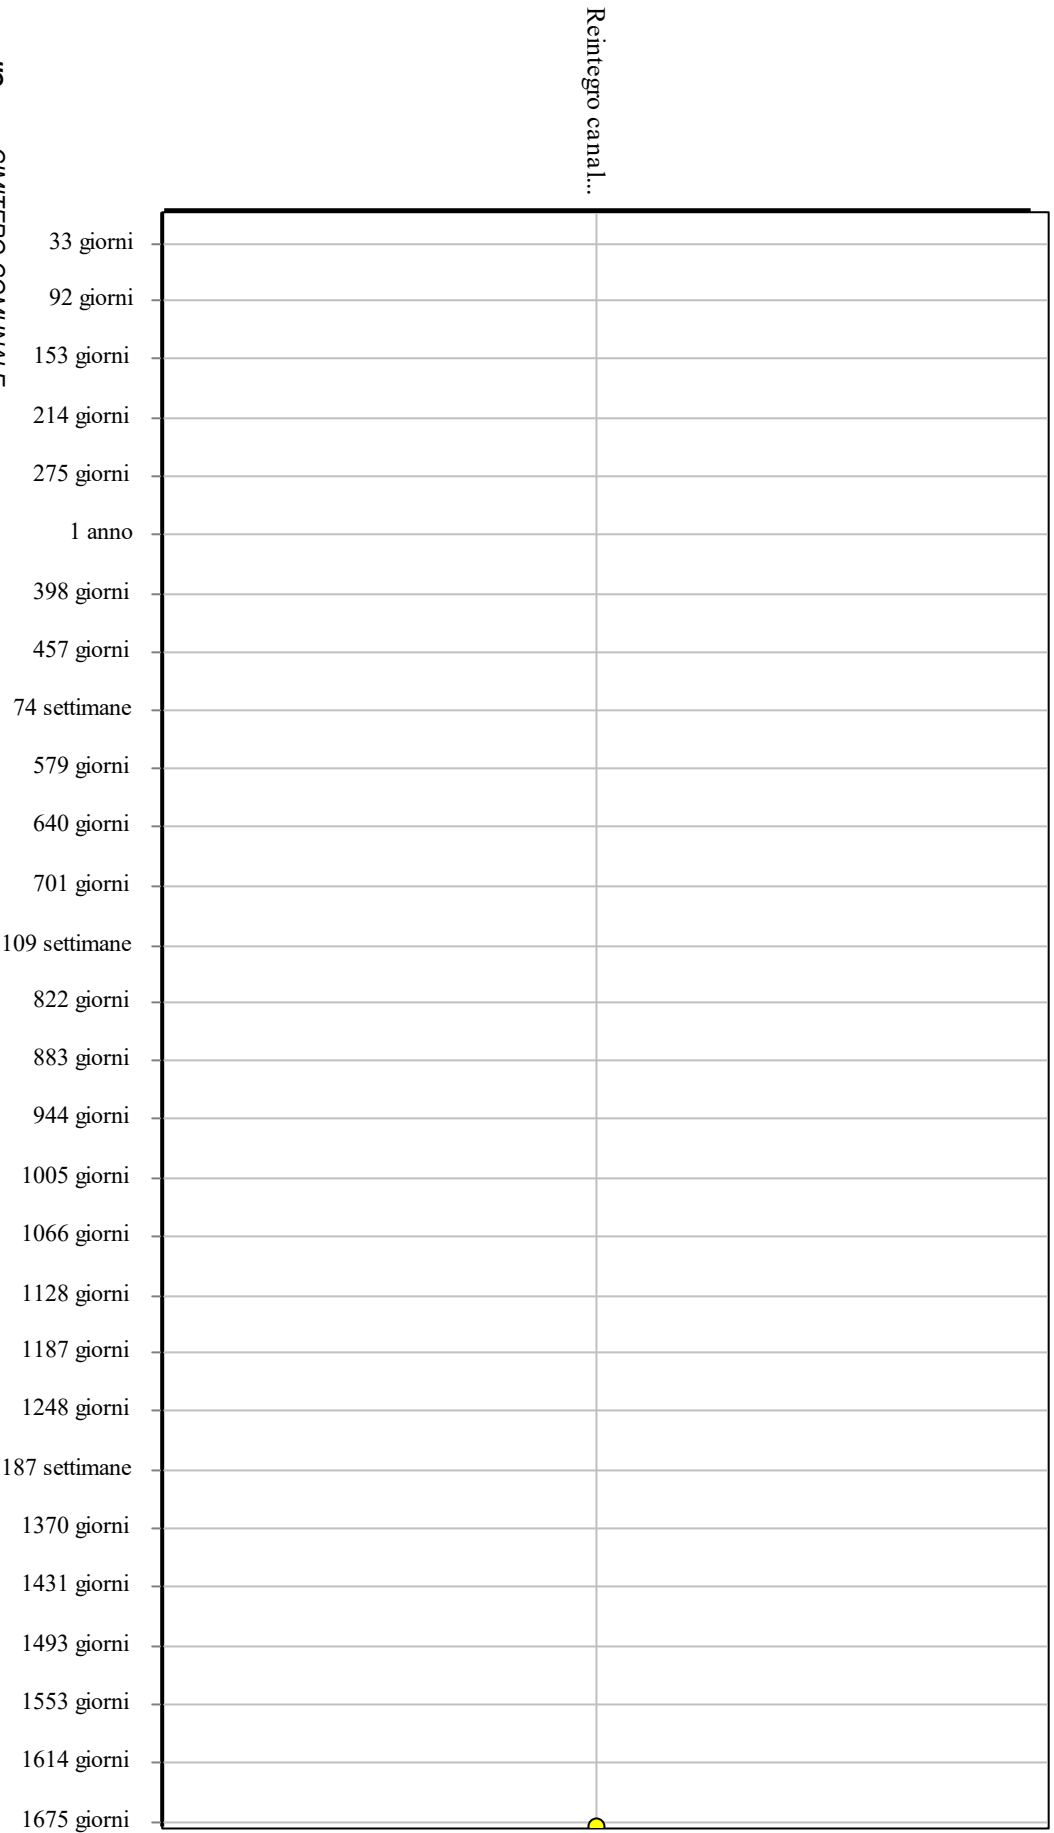 Reintegro canal...
33 giorni
92 giorni
153 giorni
214 giorni
275 giorni
1 anno
398 giorni
457 giorni
74 settimane
579 giorni
640 giorni
701 giorni
109 settimane
822 giorni
883 giorni
944 giorni
1005 giorni
1066 giorni
1128 giorni
1187 giorni
1248 giorni
187 settimane
1370 giorni
1431 giorni
1493 giorni
1553 giorni
1614 giorni
1675 giorni